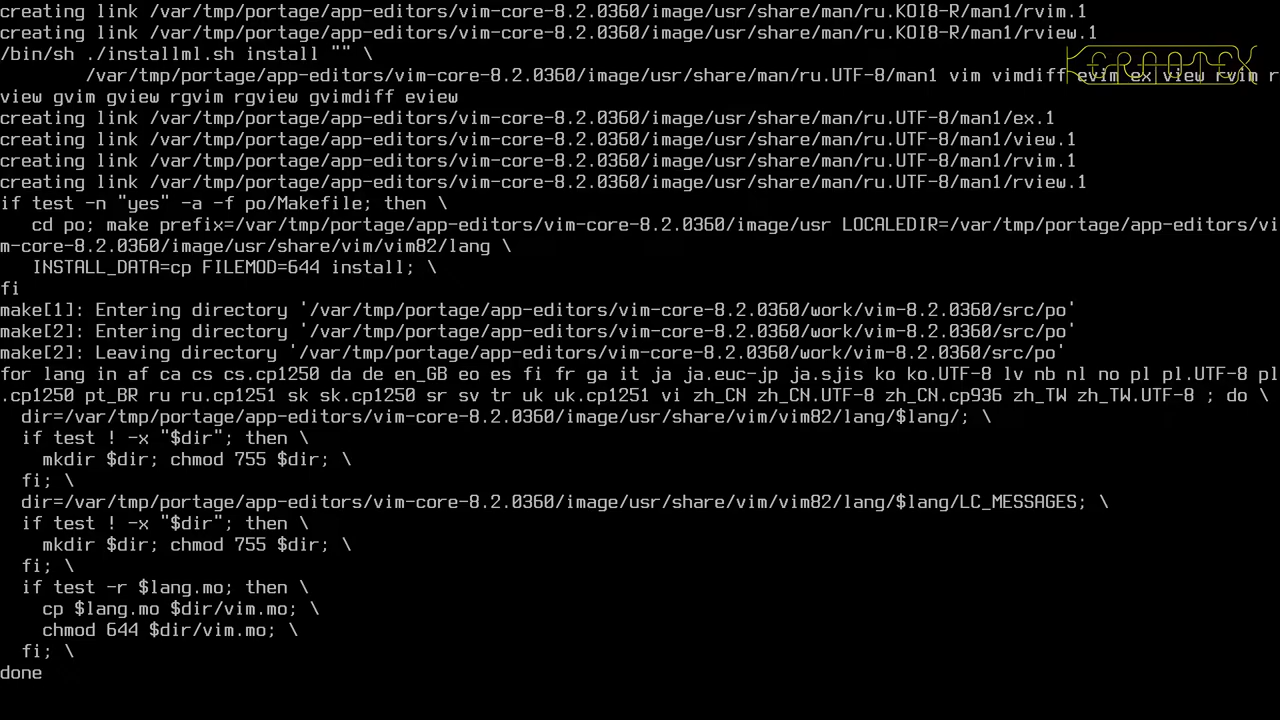 creating link /var/tmp/portage/app-editors/vim-core-8.2.0360/image/usr/share/man/ru.KOI8-R/man1/rvim.1
creating link /var/tmp/portage/app-editors/vim-core-8.2.0360/image/usr/share/man/ru.KOI8-R/man1/rview.1
/bin/sh ./installml.sh install "" \
        /var/tmp/portage/app-editors/vim-core-8.2.0360/image/usr/share/man/ru.UTF-8/man1 vim vimdiff evim ex view rvim r
view gvim gview rgvim rgview gvimdiff eview
creating link /var/tmp/portage/app-editors/vim-core-8.2.0360/image/usr/share/man/ru.UTF-8/man1/ex.1
creating link /var/tmp/portage/app-editors/vim-core-8.2.0360/image/usr/share/man/ru.UTF-8/man1/view.1
creating link /var/tmp/portage/app-editors/vim-core-8.2.0360/image/usr/share/man/ru.UTF-8/man1/rvim.1
creating link /var/tmp/portage/app-editors/vim-core-8.2.0360/image/usr/share/man/ru.UTF-8/man1/rview.1
if test -n "yes" -a -f po/Makefile; then \
   cd po; make prefix=/var/tmp/portage/app-editors/vim-core-8.2.0360/image/usr LOCALEDIR=/var/tmp/portage/app-editors/vi
m-core-8.2.0360/image/usr/share/vim/vim82/lang \
   INSTALL_DATA=cp FILEMOD=644 install; \
fi
make[1]: Entering directory '/var/tmp/portage/app-editors/vim-core-8.2.0360/work/vim-8.2.0360/src/po'
make[2]: Entering directory '/var/tmp/portage/app-editors/vim-core-8.2.0360/work/vim-8.2.0360/src/po'
make[2]: Leaving directory '/var/tmp/portage/app-editors/vim-core-8.2.0360/work/vim-8.2.0360/src/po'
for lang in af ca cs cs.cp1250 da de en_GB eo es fi fr ga it ja ja.euc-jp ja.sjis ko ko.UTF-8 lv nb nl no pl pl.UTF-8 pl
.cp1250 pt_BR ru ru.cp1251 sk sk.cp1250 sr sv tr uk uk.cp1251 vi zh_CN zh_CN.UTF-8 zh_CN.cp936 zh_TW zh_TW.UTF-8 ; do \
  dir=/var/tmp/portage/app-editors/vim-core-8.2.0360/image/usr/share/vim/vim82/lang/$lang/; \
  if test ! -x "$dir"; then \
    mkdir $dir; chmod 755 $dir; \
  fi; \
  dir=/var/tmp/portage/app-editors/vim-core-8.2.0360/image/usr/share/vim/vim82/lang/$lang/LC_MESSAGES; \
  if test ! -x "$dir"; then \
    mkdir $dir; chmod 755 $dir; \
  fi; \
  if test -r $lang.mo; then \
    cp $lang.mo $dir/vim.mo; \
    chmod 644 $dir/vim.mo; \
  fi; \
done